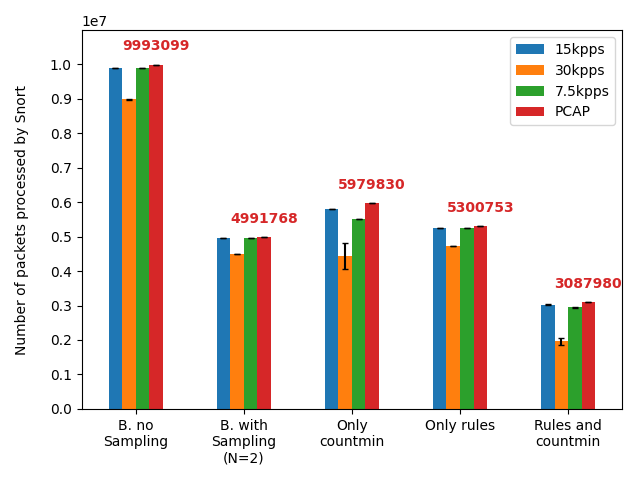 1e7
Number of packets processed by Snort
1.0
0.9
0.8
0.7
0.6
0.5
0.4
0.3
0.2
0.1
0.0
9993099
4991768
5979830
5300753
3087980
15kpps
30kpps
7.5kpps
PCAP
B. no
Sampling
B. with
Sampling
(N=2)
Only
countmin
Only rules
Rules and
countmin